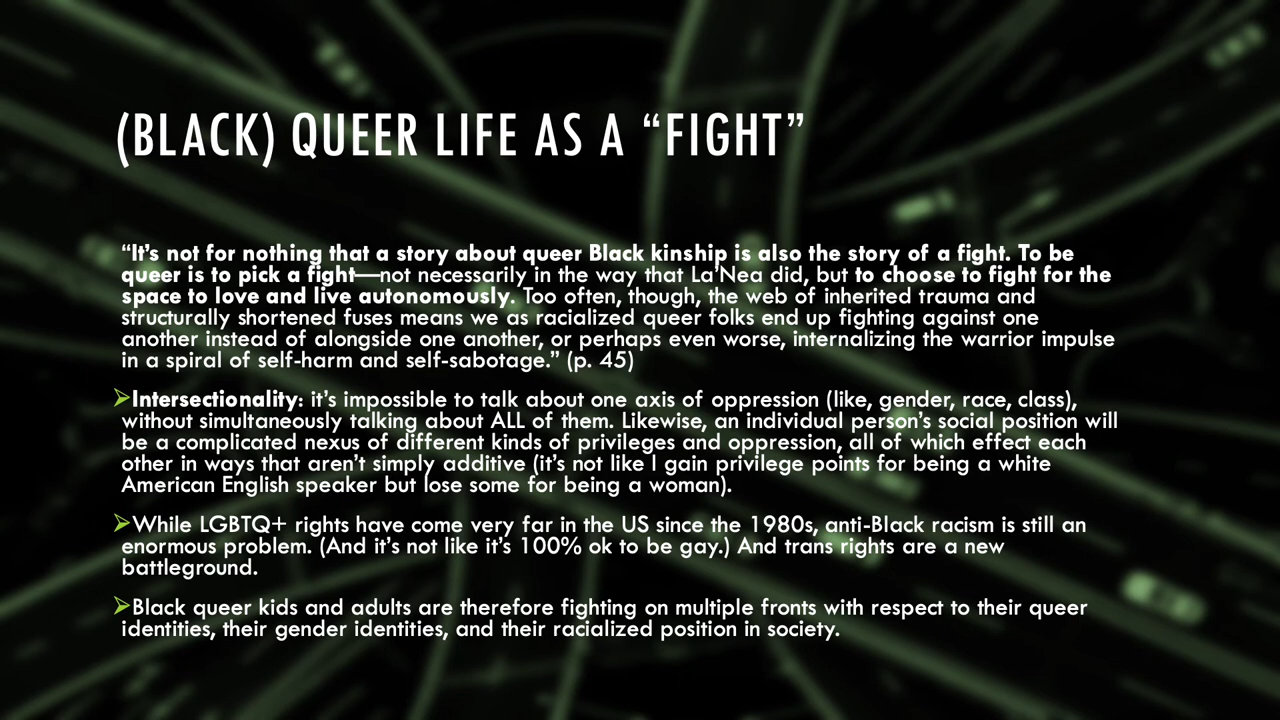 (BLACK) QUEER LIFE AS A “FIGHT”
“It’s not for nothing that a story about queer Black kinship is also the story of a fight. To be
queer is to pick a fight—not necessarily in the way that La’Nea did, but to choose to fight for the
space to love and live autonomously. Too often, though, the web of inherited trauma and
structurally shortened fuses means we as racialized queer folks end up fighting against one
another instead of alongside one another, or perhaps even worse, internalizing the warrior impulse
in a spiral of self-harm and self-sabotage.” (p. 45)
➢Intersectionality: it’s impossible to talk about one axis of oppression (like, gender, race, class),
without simultaneously talking about ALL of them. Likewise, an individual person’s social position will
be a complicated nexus of different kinds of privileges and oppression, all of which effect each
other in ways that aren’t simply additive (it’s not like I gain privilege points for being a white
American English speaker but lose some for being a woman).
➢While LGBTQ+ rights have come very far in the US since the 1980s, anti-Black racism is still an
enormous problem. (And it’s not like it’s 100% ok to be gay.) And trans rights are a new
battleground.
➢Black queer kids and adults are therefore fighting on multiple fronts with respect to their queer
identities, their gender identities, and their racialized position in society.